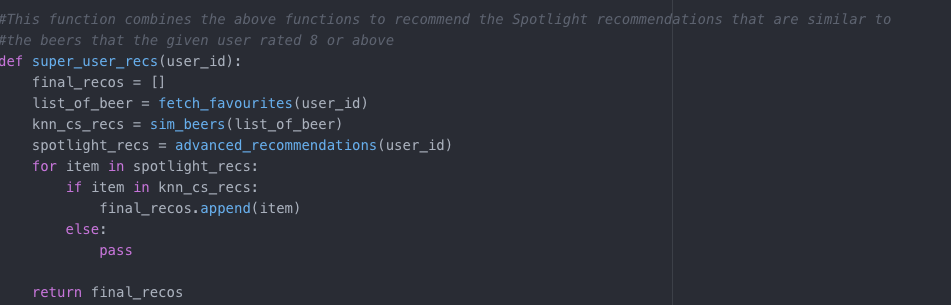 #This function combines the above functions to recommend the Spotlight recommendations that are similar to
#the beers that the given user rated 8 or above
def super_user_recs(user_id):
    final_recos = []
    list_of_beer = fetch_favourites(user_id)
    knn_cs_recs = sim_beers(list_of_beer)
    spotlight_recs = advanced_recommendations(user_id)
    for item in spotlight_recs:
        if item in knn_cs_recs:
            final_recos.append(item)
        else:
            pass
    return final_recos